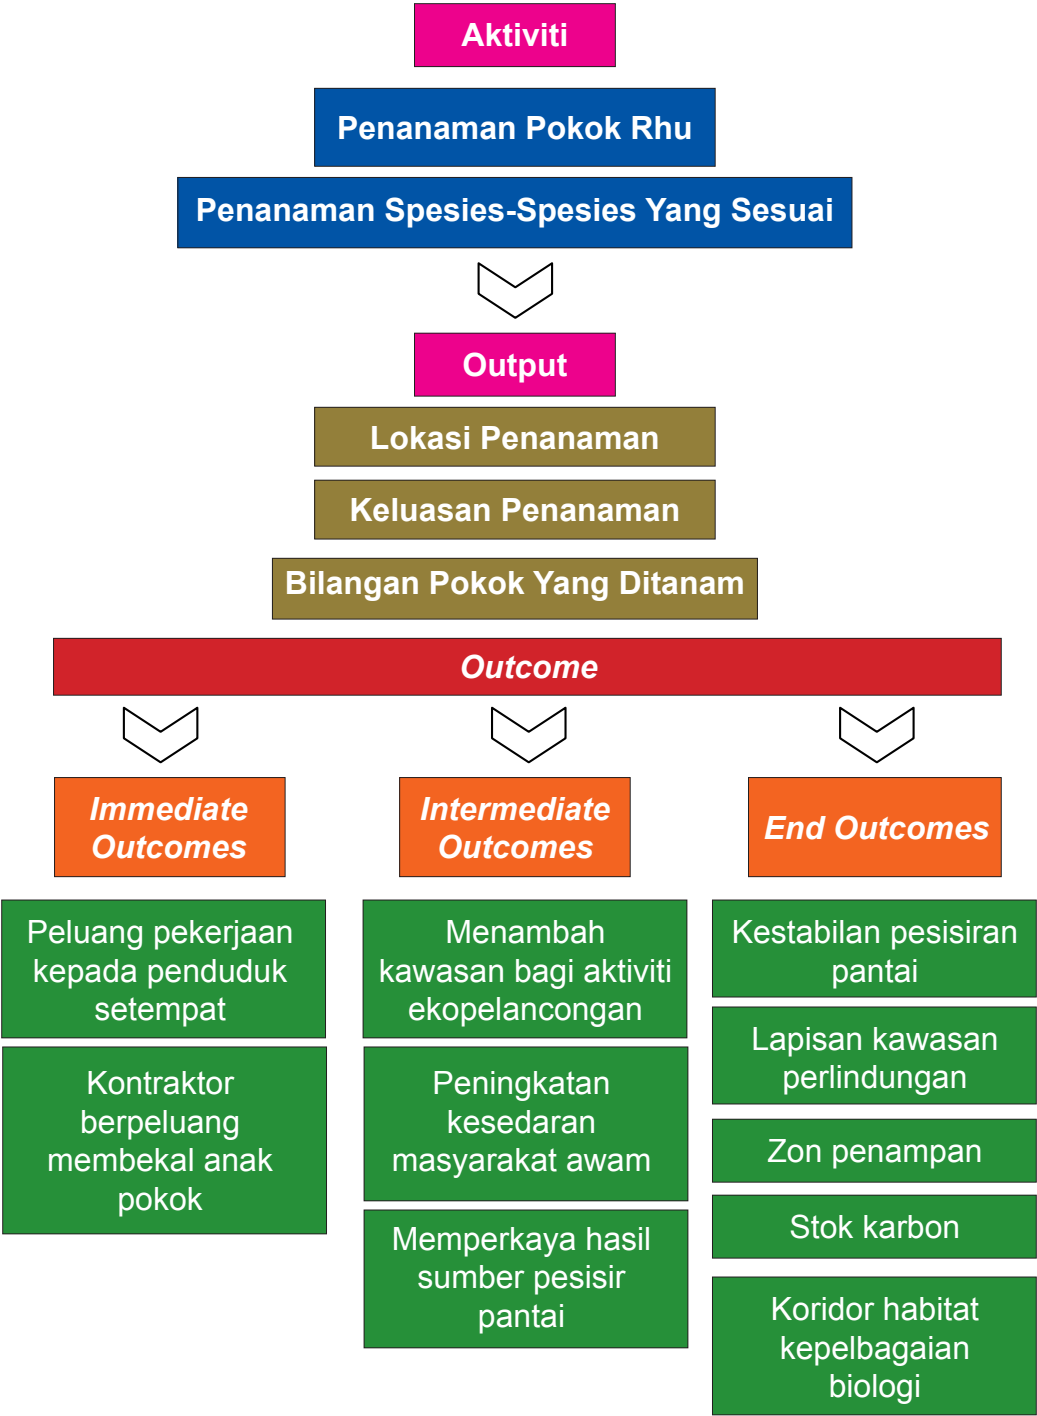 Aktiviti
Penanaman Pokok Rhu
Penanaman Spesies-Spesies Yang Sesuai
Output
Lokasi Penanaman
Keluasan Penanaman
Bilangan Pokok Yang Ditanam
Outcome
Immediate
Outcomes
Peluang pekerjaan
kepada penduduk
setempat
Kontraktor
berpeluang
membekal anak
pokok
Intermediate
Outcomes
Menambah
kawasan bagi aktiviti
ekopelancongan
Peningkatan
kesedaran
masyarakat awam
Memperkaya hasil
sumber pesisir
pantai
End Outcomes
Kestabilan pesisiran
pantai
Lapisan kawasan
perlindungan
Zon penampan
Stok karbon
Koridor habitat
kepelbagaian
biologi